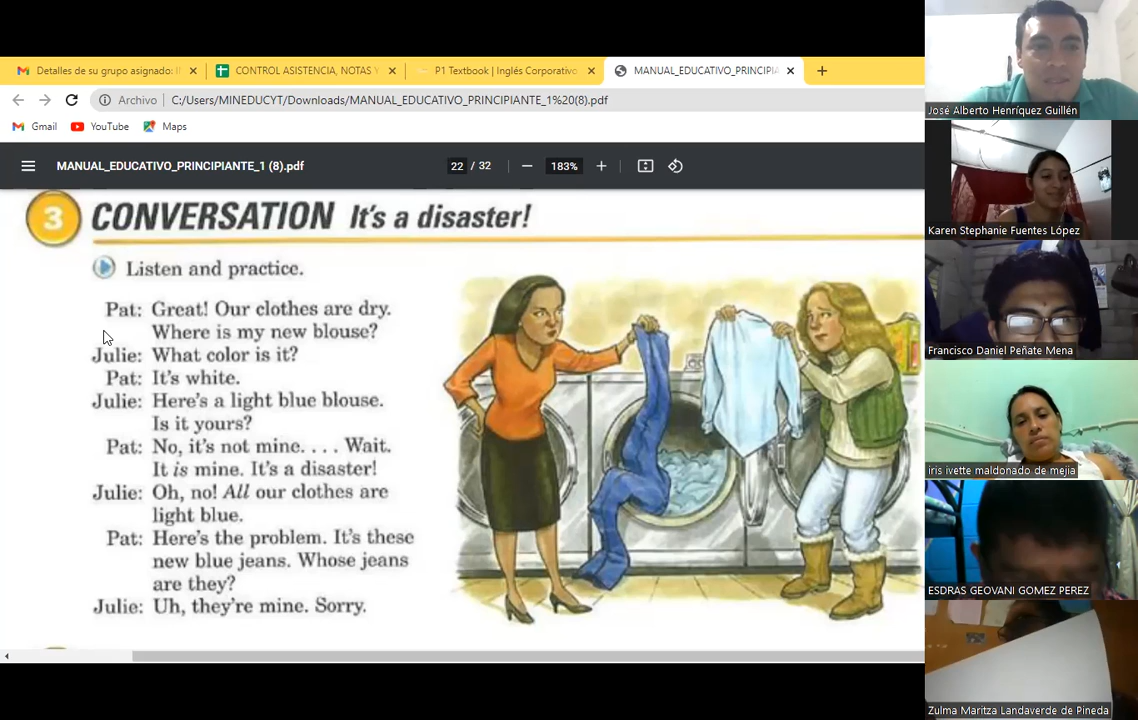 Detalles de su grupo asignado: I
CONTROL ASISTENCIA, NOTAS Y
P1 Textbook | Inglés Corporativo
MANUAL_EDUCATIVO_PRINCIPIA
Archivo
C:/Users/MINEDUCYT/Downloads/MANUAL_EDUCATIVO_PRINCIPIANTE_1%20(8).pdf
Gmail
YouTube
Maps
MANUAL_EDUCATIVO_PRINCIPIANTE_1 (8).pdf
22 / 32
183%
3 CONVERSATION It's a disaster!
Listen and practice.
Pat: Great! Our clothes are dry.
Where is my new blouse?
Julie: What color is it?
Pat: It's white.
Julie: Here's a light blue blouse.
Is it yours?
Pat: No, it's not mine. . . . Wait.
It is mine. It's a disaster!
Julie: Oh, no! All our clothes are
light blue.
Pat: Here's the problem. It's these
new blue jeans. Whose jeans
are they?
Julie: Uh, they're mine. Sorry.
José Alberto Henríquez Guillén
Karen Stephanie Fuentes López
Francisco Daniel Peñate Mena
iris ivette maldonado de mejia
ESDRAS GEOVANI GOMEZ PEREZ
Zulma Maritza Landaverde de Pineda